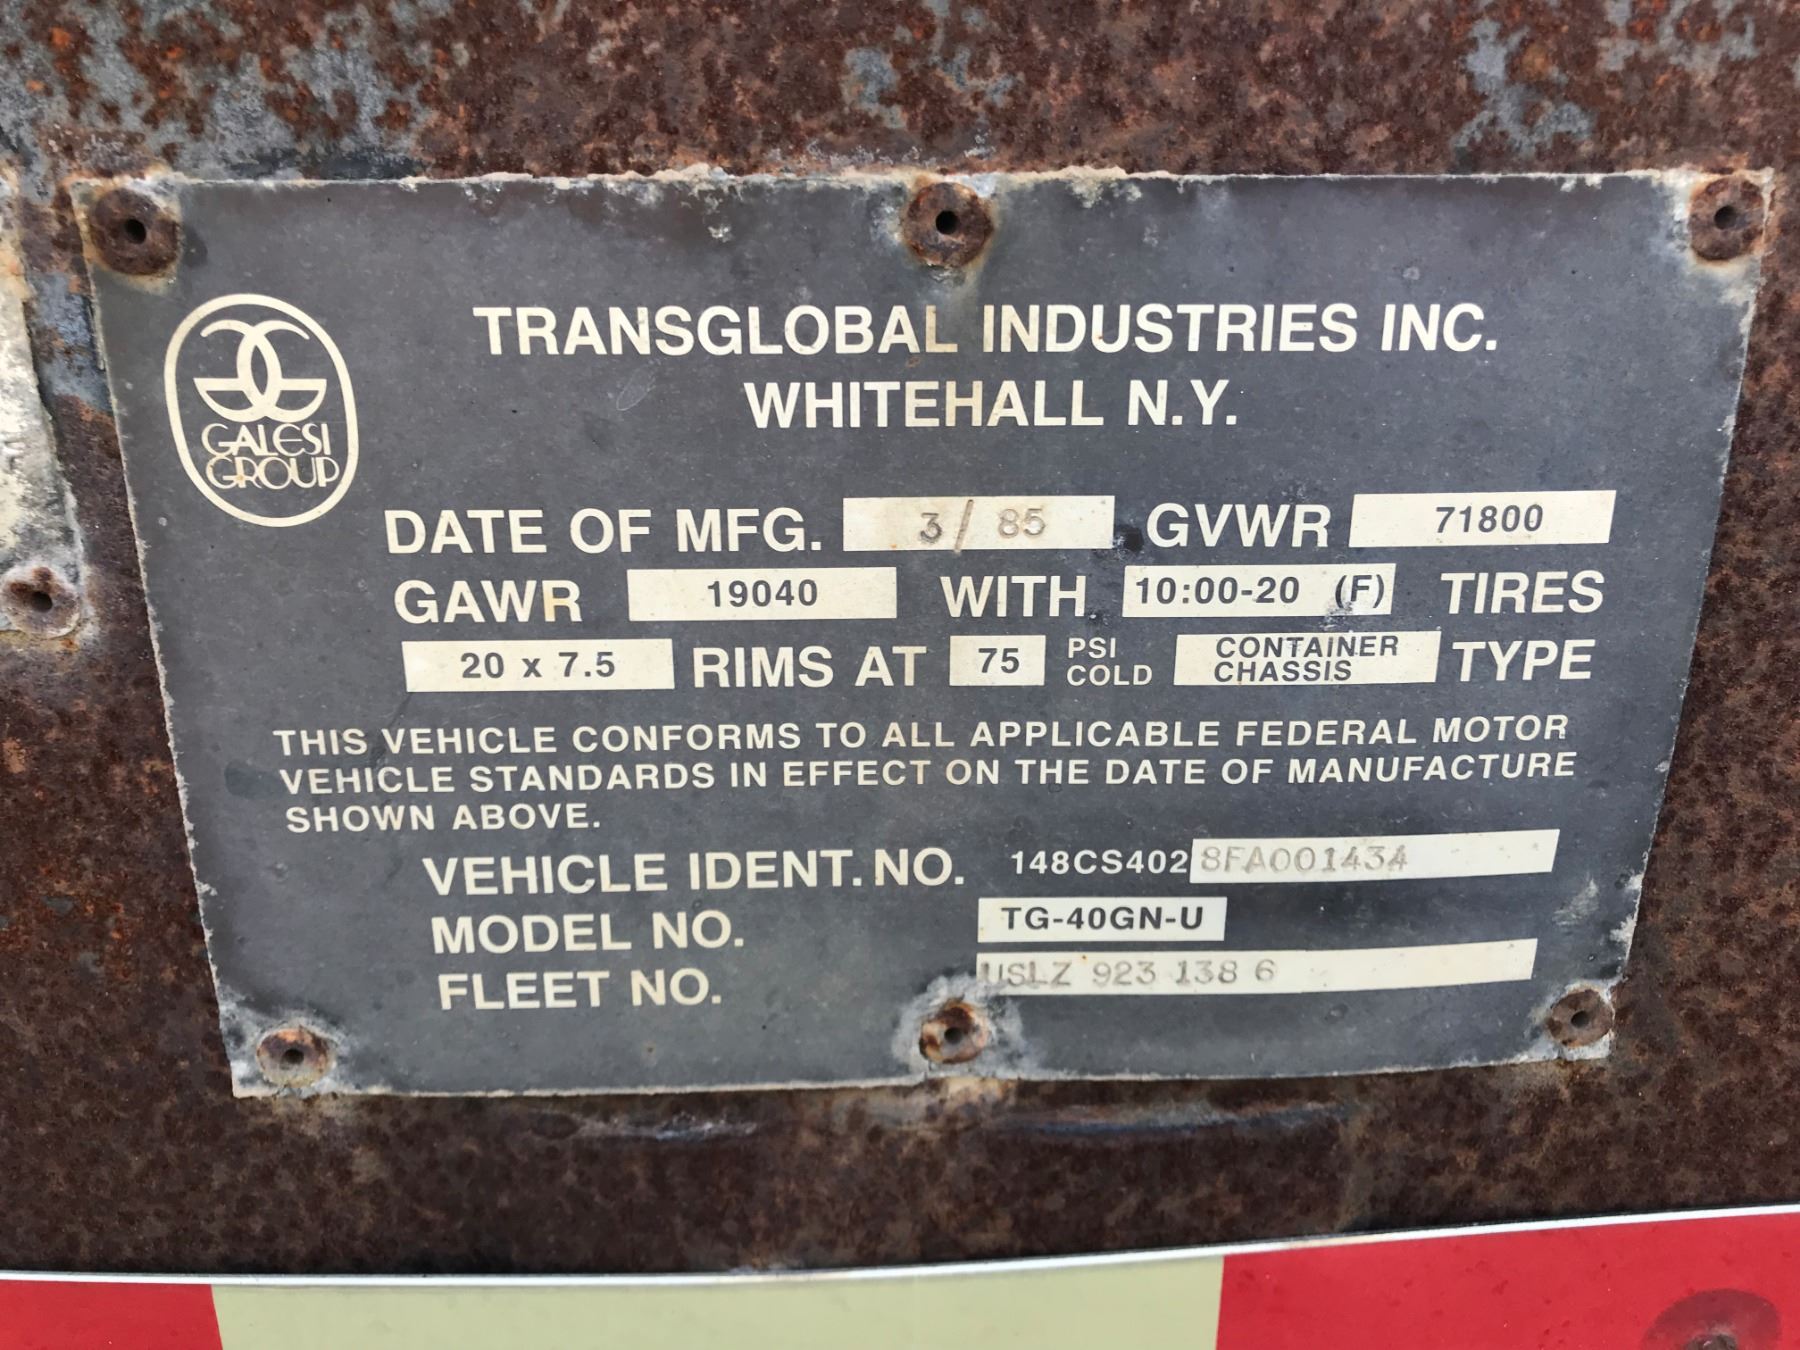 TRANSGLOBAL INDUSTRIES INC.
WHITEHALL N.Y.
GALESI
GROUP
DATE OF MFG. 3/85 GVWR 71800
GAWR 19040 WITH 10:00-20 (F) TIRES
20 x 7.5 RIMS AT 75 PSI COLD CONTAINER CHASSIS TYPE
THIS VEHICLE CONFORMS TO ALL APPLICABLE FEDERAL MOTOR
VEHICLE STANDARDS IN EFFECT ON THE DATE OF MANUFACTURE
SHOWN ABOVE.
VEHICLE IDENT. NO. 148CS4028FA001434
MODEL NO. TG-40GN-U
FLEET NO. USLZ 923 138 6